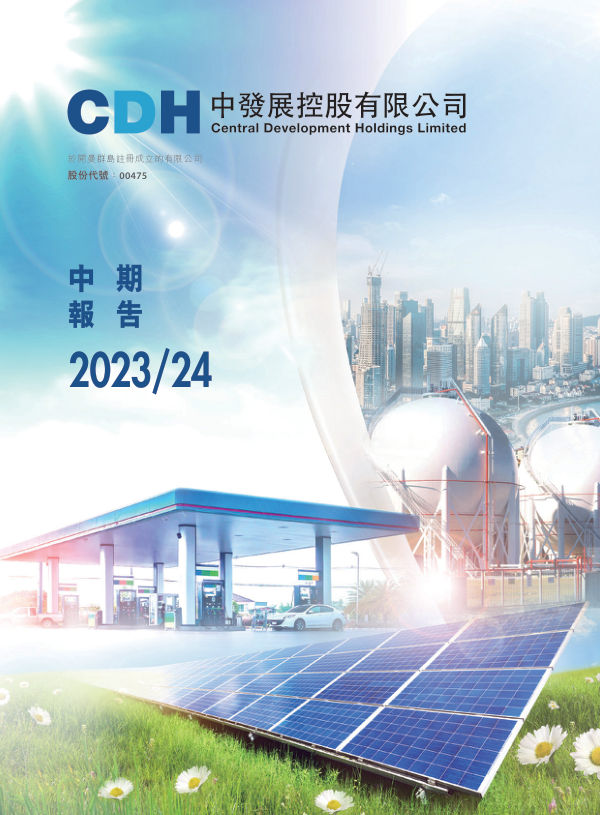 CDH 中發展控股有限公司
Central Development Holdings Limited
於開曼群島註冊成立的有限公司
股份代號：00475
中期
報告
2023/24